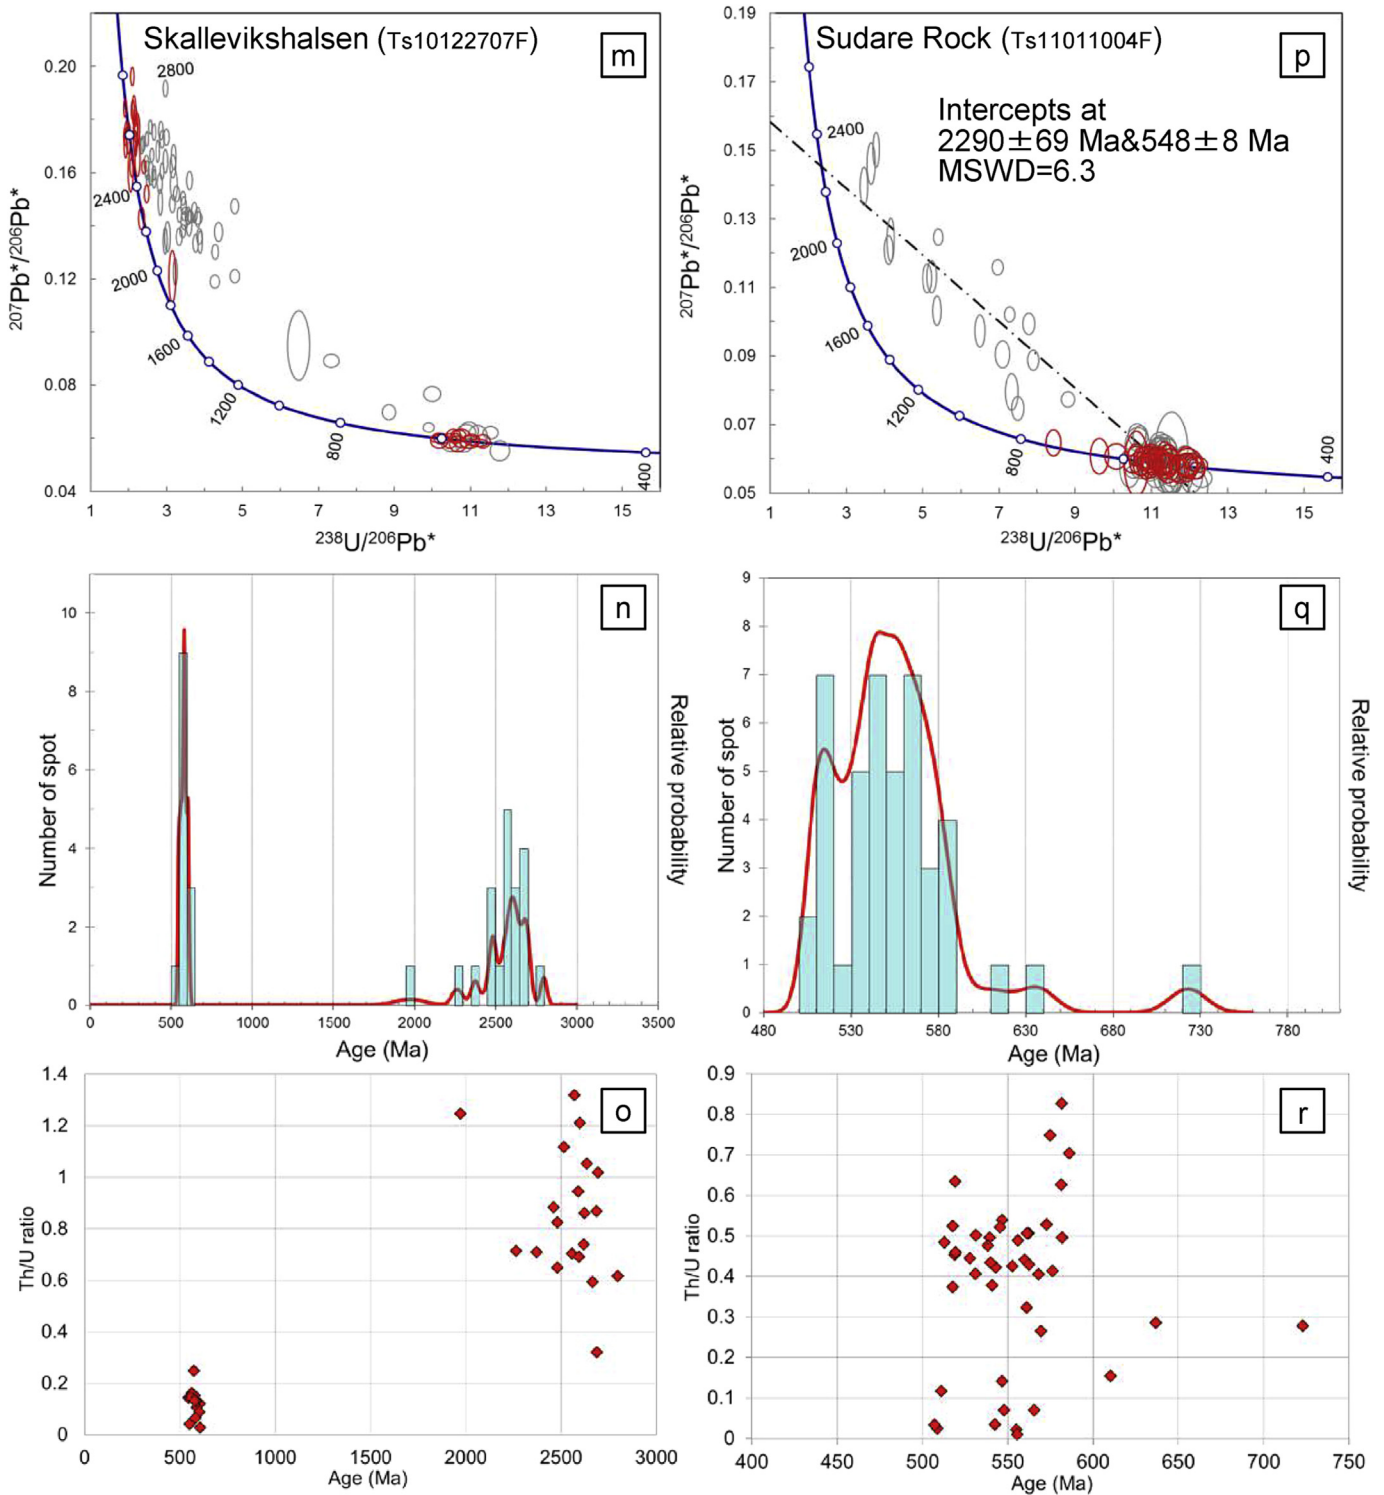 Skallevikshalsen (Ts10122707F)
m
0.20
0.16
0.12
0.08
0.04
2800
2400
2000
1600
1200
800
400
1 3 5 7 9 11 13 15
²⁰⁷Pb*/²⁰⁶Pb*
²³⁸U/²⁰⁶Pb*
Sudare Rock (Ts11011004F)
p
Intercepts at
2290±69 Ma&548±8 Ma
MSWD=6.3
0.19
0.17
0.15
0.13
0.11
0.09
0.07
0.05
2400
2000
1600
1200
800
400
1 3 5 7 9 11 13 15
²⁰⁷Pb*/²⁰⁶Pb*
²³⁸U/²⁰⁶Pb*
n
10
8
6
4
2
0
0 500 1000 1500 2000 2500 3000 3500
Number of spot
Relative probability
Age (Ma)
q
9
8
7
6
5
4
3
2
1
0
480 530 580 630 680 730 780
Number of spot
Relative probability
Age (Ma)
o
1.4
1.2
1
0.8
0.6
0.4
0.2
0
0 500 1000 1500 2000 2500 3000
Th/U ratio
Age (Ma)
r
0.9
0.8
0.7
0.6
0.5
0.4
0.3
0.2
0.1
0
400 450 500 550 600 650 700 750
Th/U ratio
Age (Ma)